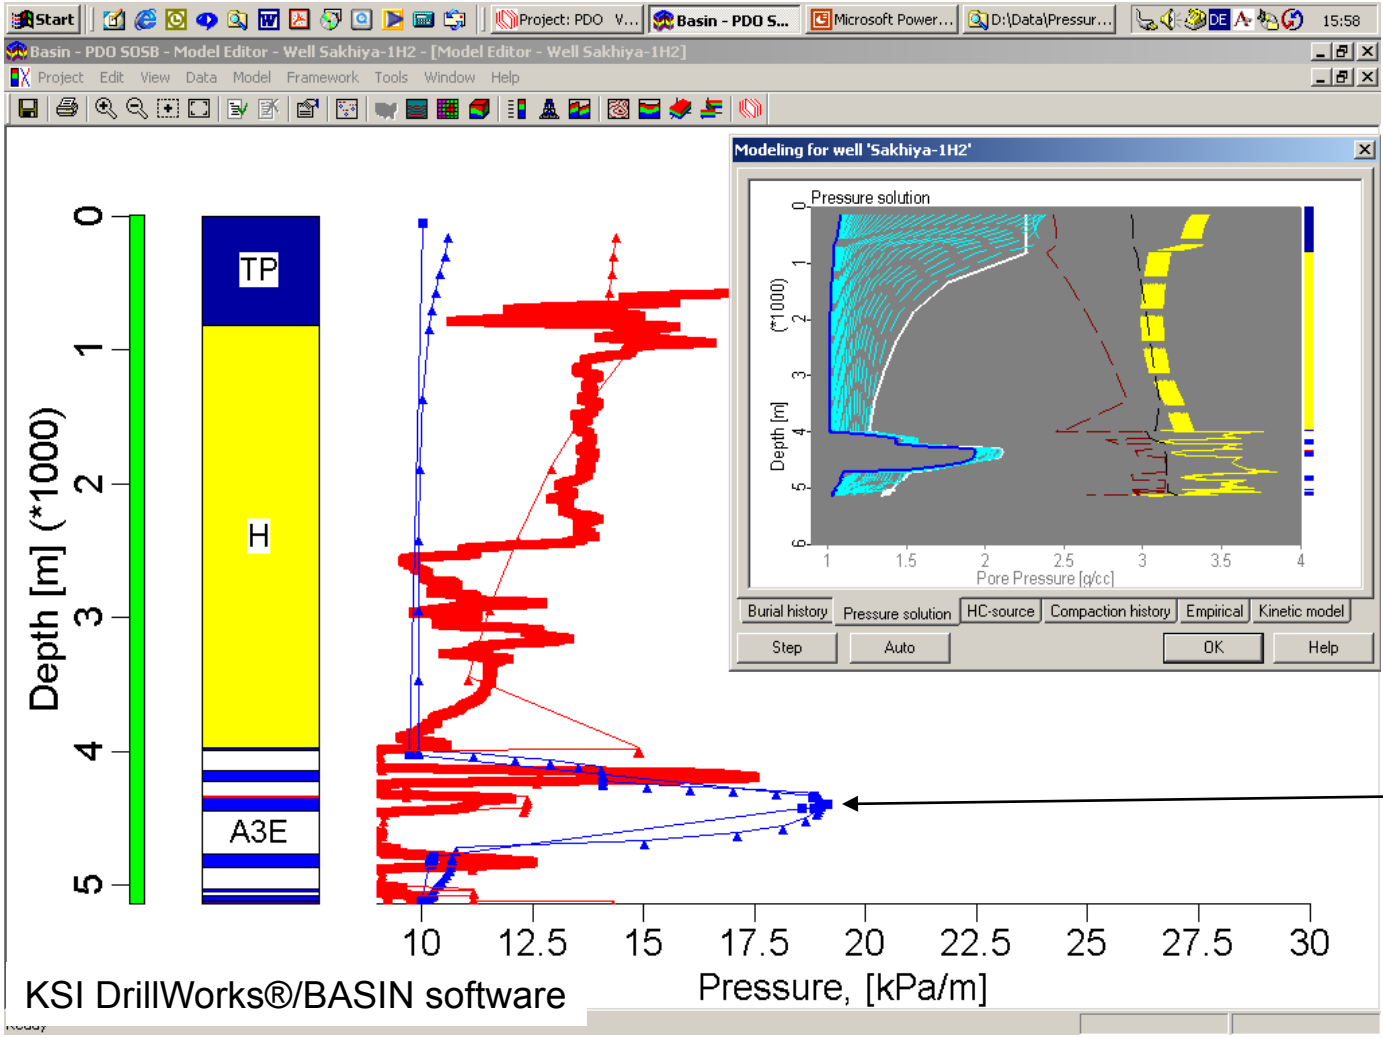 Start
Project: PDO V...
Basin - PDO S...
Microsoft Power...
D:\Data\Pressur...
DE
15:58
Basin - PDO SOSB - Model Editor - Well Sakhiya-1H2 - [Model Editor - Well Sakhiya-1H2]
Project Edit View Data Model Framework Tools Window Help
Modeling for well 'Sakhiya-1H2'
Pressure solution
0
1
2
3
4
5
6
Depth [m] (*1000)
1 1.5 2 2.5 3 3.5 4
Pore Pressure [g/cc]
Burial history Pressure solution HC-source Compaction history Empirical Kinetic model
Step Auto OK Help
0
1
2
3
4
5
Depth [m] (*1000)
TP
H
A3E
10 12.5 15 17.5 20 22.5 25 27.5 30
Pressure, [kPa/m]
KSI DrillWorks®/BASIN software